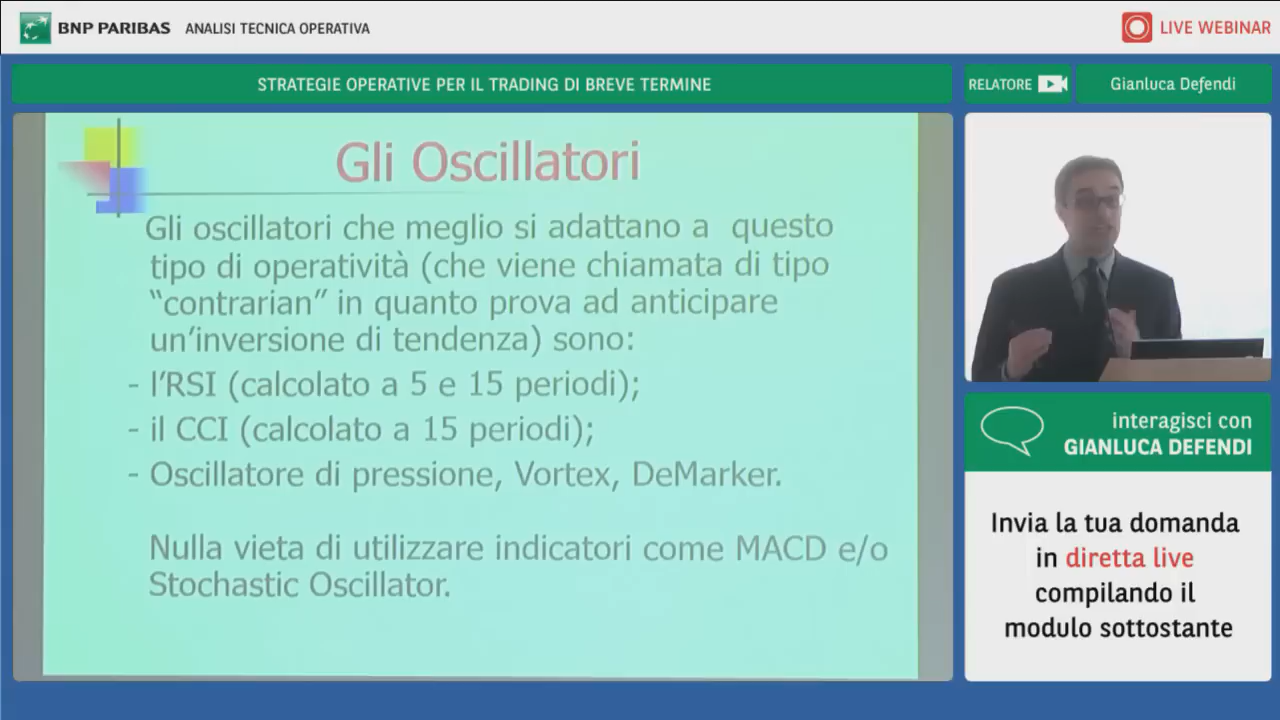 BNP PARIBAS ANALISI TECNICA OPERATIVA
LIVE WEBINAR
STRATEGIE OPERATIVE PER IL TRADING DI BREVE TERMINE
RELATORE
Gianluca Defendi
Gli Oscillatori
Gli oscillatori che meglio si adattano a questo
tipo di operatività (che viene chiamata di tipo
“contrarian” in quanto prova ad anticipare
un’inversione di tendenza) sono:
- l’RSI (calcolato a 5 e 15 periodi);
- il CCI (calcolato a 15 periodi);
- Oscillatore di pressione, Vortex, DeMarker.
Nulla vieta di utilizzare indicatori come MACD e/o
Stochastic Oscillator.
interagisci con
GIANLUCA DEFENDI
Invia la tua domanda
in diretta live
compilando il
modulo sottostante